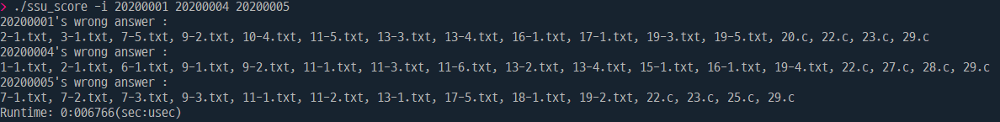 > ./ssu_score -i 20200001 20200004 20200005
20200001's wrong answer :
2-1.txt, 3-1.txt, 7-5.txt, 9-2.txt, 10-4.txt, 11-5.txt, 13-3.txt, 13-4.txt, 16-1.txt, 17-1.txt, 19-3.txt, 19-5.txt, 20.c, 22.c, 23.c, 29.c
20200004's wrong answer :
1-1.txt, 2-1.txt, 6-1.txt, 9-1.txt, 9-2.txt, 11-1.txt, 11-3.txt, 11-6.txt, 13-2.txt, 13-4.txt, 15-1.txt, 16-1.txt, 19-4.txt, 22.c, 27.c, 28.c, 29.c
20200005's wrong answer :
7-1.txt, 7-2.txt, 7-3.txt, 9-3.txt, 11-1.txt, 11-2.txt, 13-1.txt, 17-5.txt, 18-1.txt, 19-2.txt, 22.c, 23.c, 25.c, 29.c
Runtime: 0:006766(sec:usec)